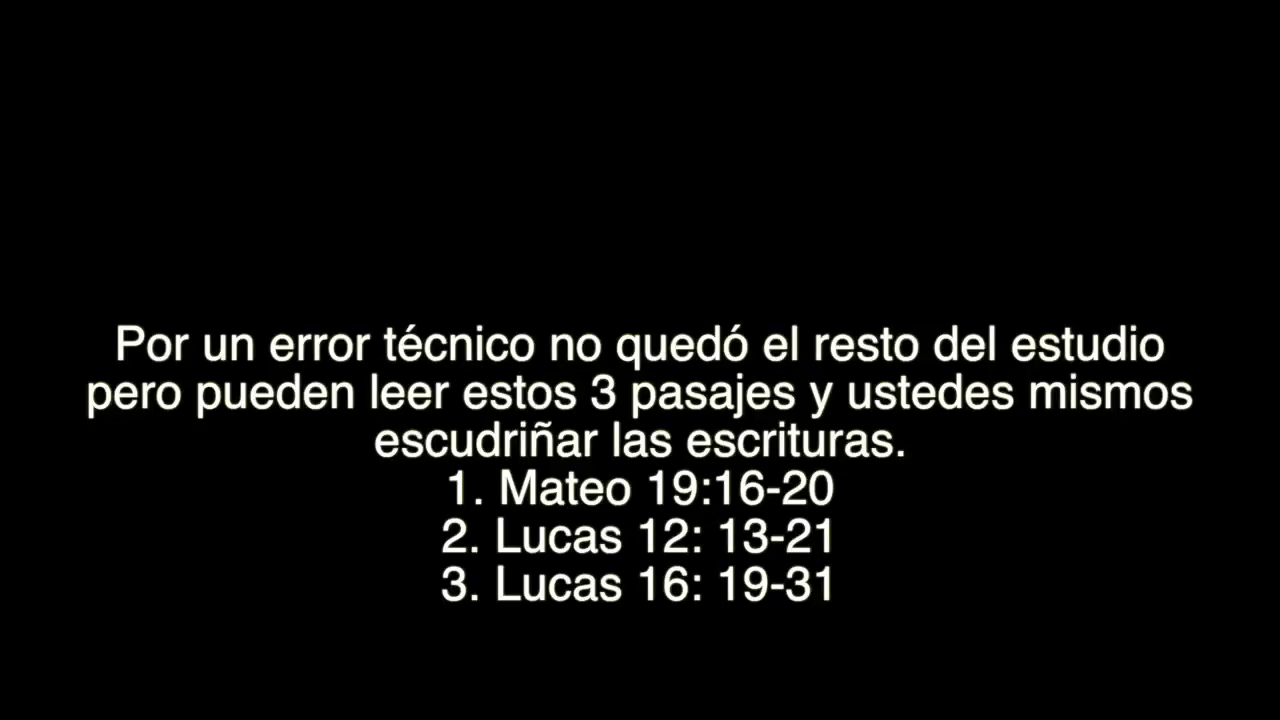 Por un error técnico no quedó el resto del estudio
pero pueden leer estos 3 pasajes y ustedes mismos
escudriñar las escrituras.
1. Mateo 19:16-20
2. Lucas 12: 13-21
3. Lucas 16: 19-31